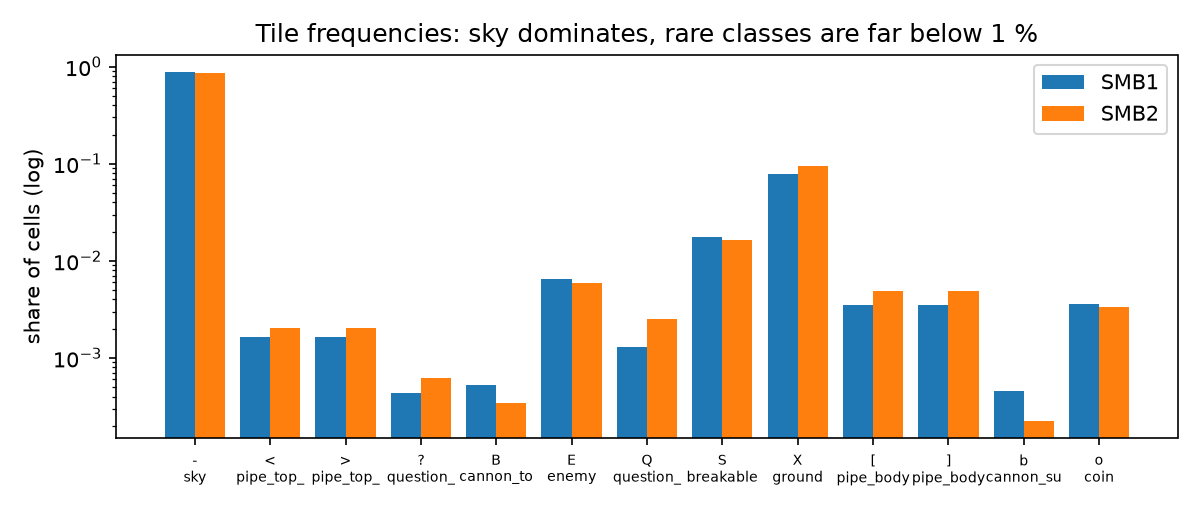 Tile frequencies: sky dominates, rare classes are far below 1 %
SMB1
SMB2
share of cells (log)
10⁰
10⁻¹
10⁻²
10⁻³
- < > ? B E Q S X [ ] b o
sky pipe_top_ pipe_top_ question_ cannon_to enemy question_ breakable ground pipe_body pipe_body cannon_su coin